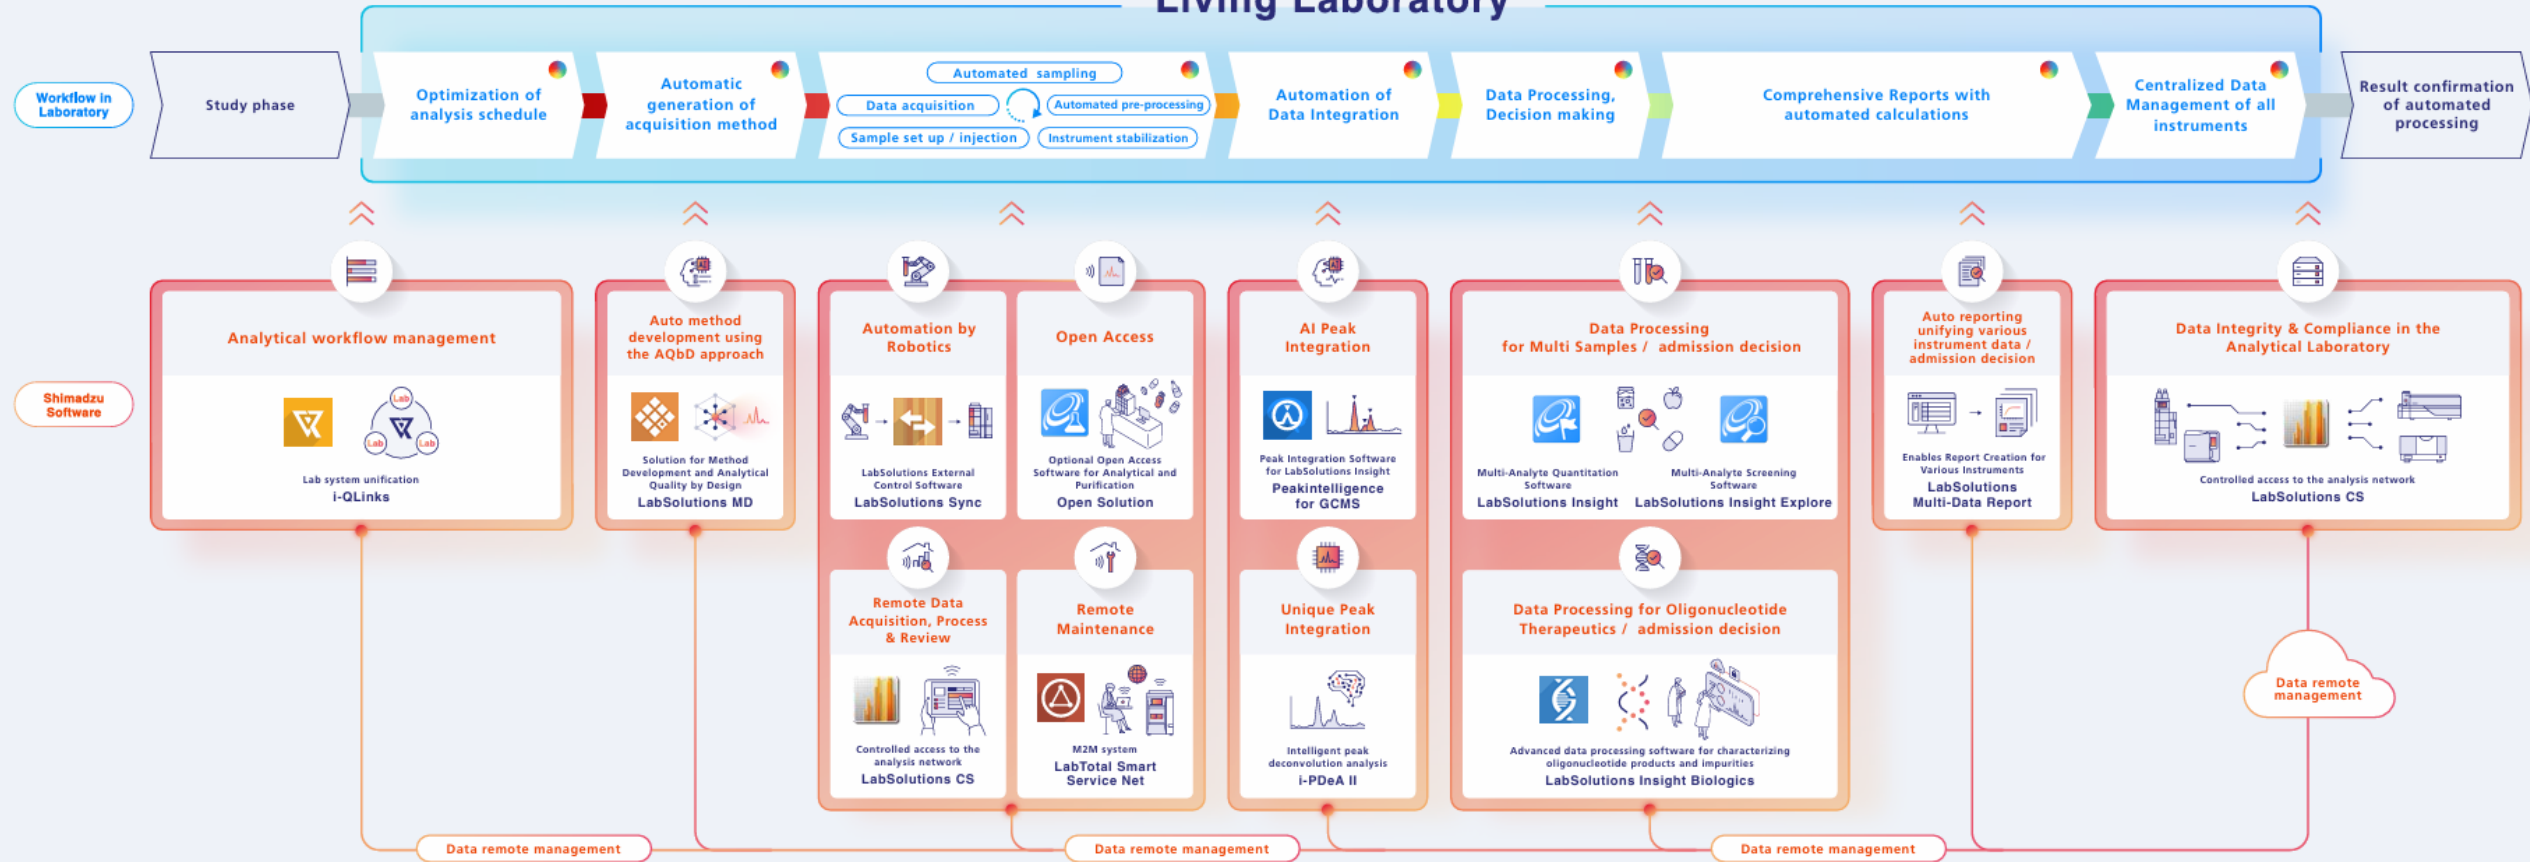 Living Laboratory
Workflow in
Laboratory
Study phase
Optimization of
analysis schedule
Automatic
generation of
acquisition method
Automated sampling
Data acquisition
Automated pre-processing
Sample set up / injection
Instrument stabilization
Automation of
Data Integration
Data Processing,
Decision making
Comprehensive Reports with
automated calculations
Centralized Data
Management of all
instruments
Result confirmation
of automated
processing
Shimadzu
Software
Analytical workflow management
Lab
Lab
Lab
Lab system unification
i-QLinks
Auto method
development using
the AQbD approach
Solution for Method
Development and Analytical
Quality by Design
LabSolutions MD
Automation by
Robotics
LabSolutions External
Control Software
LabSolutions Sync
Open Access
Optional Open Access
Software for Analytical and
Purification
Open Solution
AI Peak
Integration
Peak Integration Software
for LabSolutions Insight
Peakintelligence
for GCMS
Data Processing
for Multi Samples / admission decision
Multi-Analyte Quantitation
Software
LabSolutions Insight
Multi-Analyte Screening
Software
LabSolutions Insight Explore
Auto reporting
unifying various
instrument data /
admission decision
Enables Report Creation for
Various Instruments
LabSolutions
Multi-Data Report
Data Integrity & Compliance in the
Analytical Laboratory
Controlled access to the analysis network
LabSolutions CS
Remote Data
Acquisition, Process
& Review
Controlled access to the
analysis network
LabSolutions CS
Remote
Maintenance
M2M system
LabTotal Smart
Service Net
Unique Peak
Integration
Intelligent peak
deconvolution analysis
i-PDeA II
Data Processing for Oligonucleotide
Therapeutics / admission decision
Advanced data processing software for characterizing
oligonucleotide products and impurities
LabSolutions Insight Biologics
Data remote
management
Data remote management
Data remote management
Data remote management